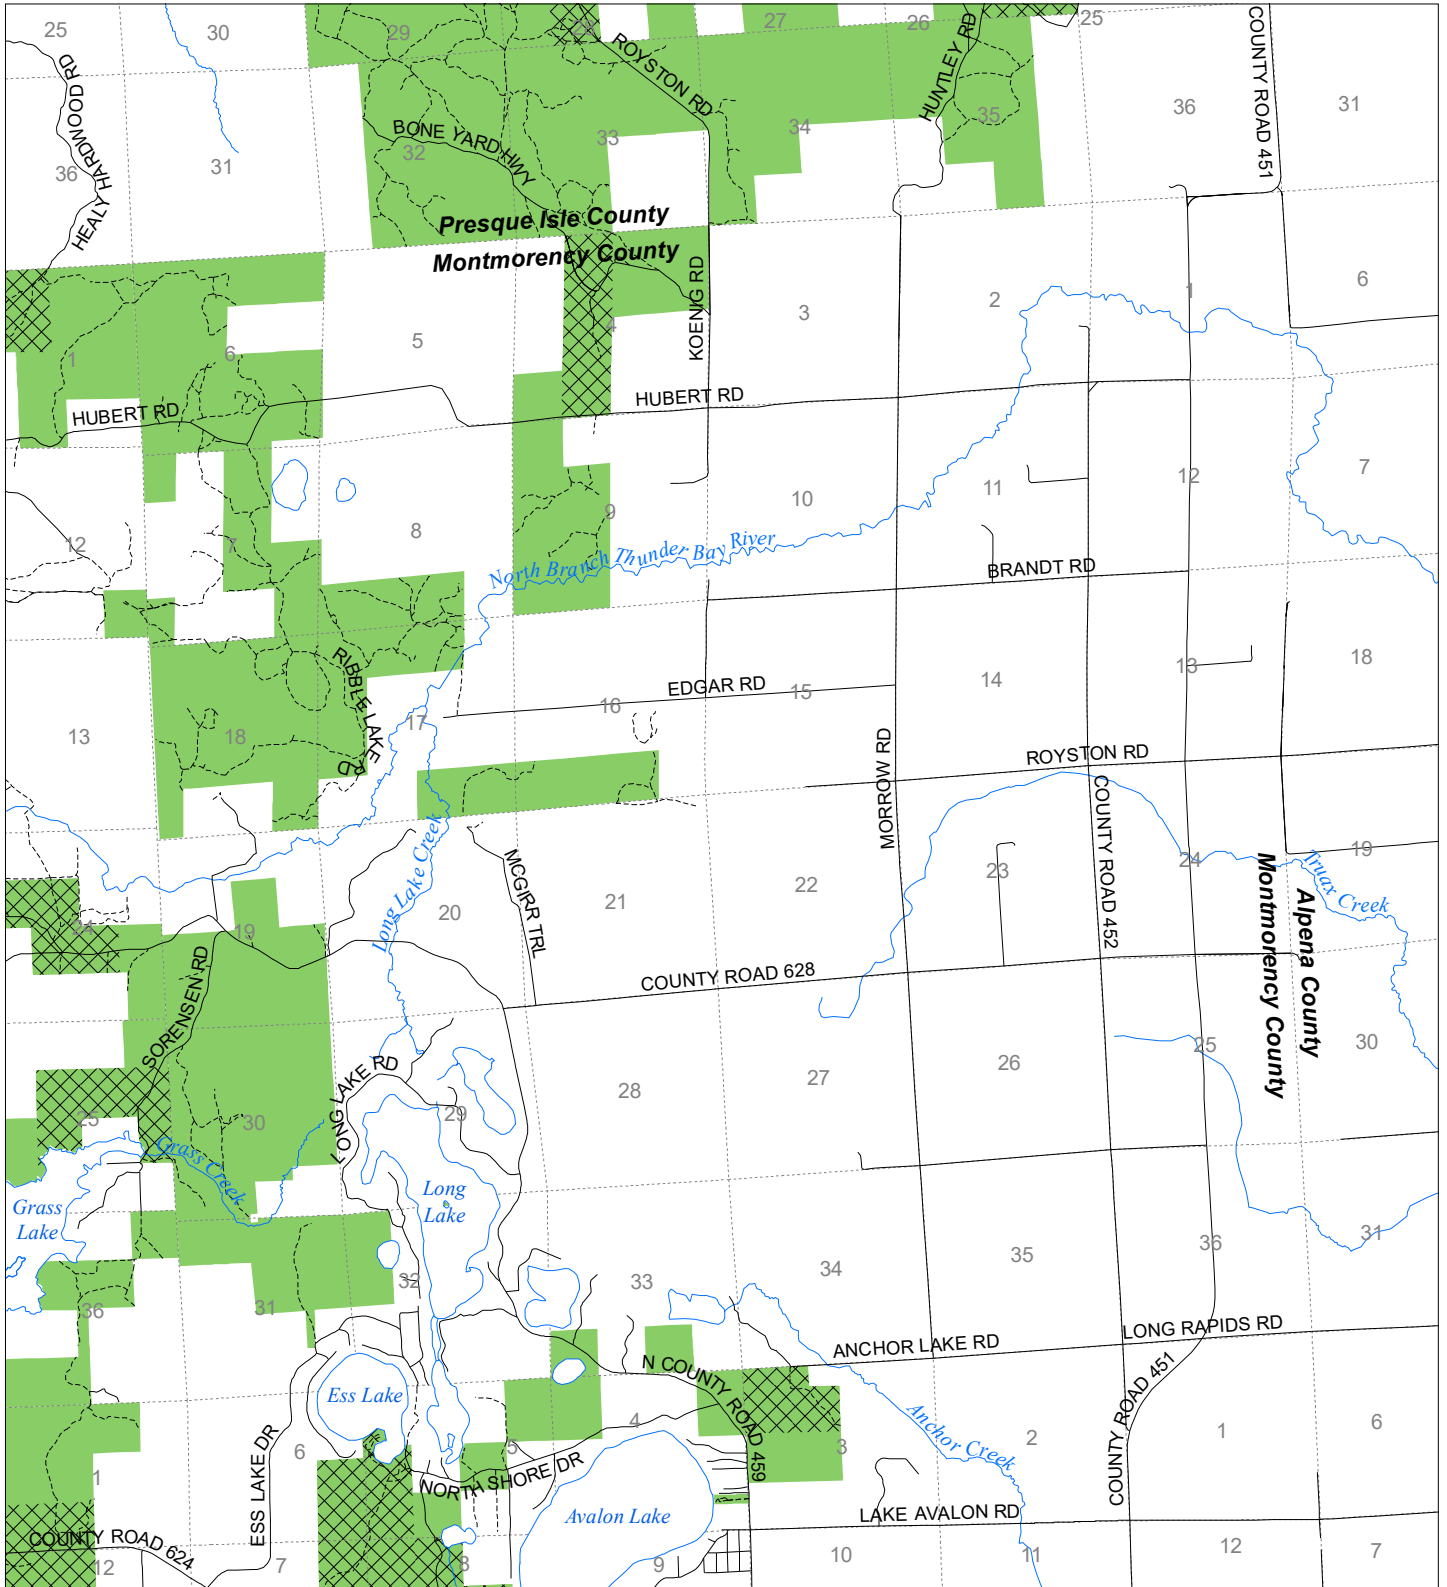 25
30
29
28
27
26
25
HEALY HARDWOOD RD
ROYSTON RD
HUNTLEY RD
COUNTY ROAD 451
36
31
32
33
34
35
36
31
BONE YARD HWY
Presque Isle County
Montmorency County
KOENIG RD
1
6
5
4
3
2
1
6
HUBERT RD
HUBERT RD
12
7
8
9
10
11
12
7
North Branch Thunder Bay River
BRANDT RD
RIBBLE LAKE RD
EDGAR RD
13
18
17
16
15
14
13
18
MORROW RD
ROYSTON RD
COUNTY ROAD 452
Long Lake Creek
MCGIRR TRL
24
19
20
21
22
23
24
19
Truax Creek
Alpena County
Montmorency County
SORENSEN RD
COUNTY ROAD 628
LONG LAKE RD
25
30
29
28
27
26
25
30
Grass Creek
Grass
Lake
Long
Lake
36
31
32
33
34
35
36
31
ANCHOR LAKE RD
LONG RAPIDS RD
N COUNTY ROAD 459
COUNTY ROAD 451
Ess Lake
ESS LAKE DR
Anchor Creek
1
6
5
4
3
2
1
6
NORTH SHORE DR
Avalon Lake
LAKE AVALON RD
COUNTY ROAD 624
12
7
8
9
10
11
12
7